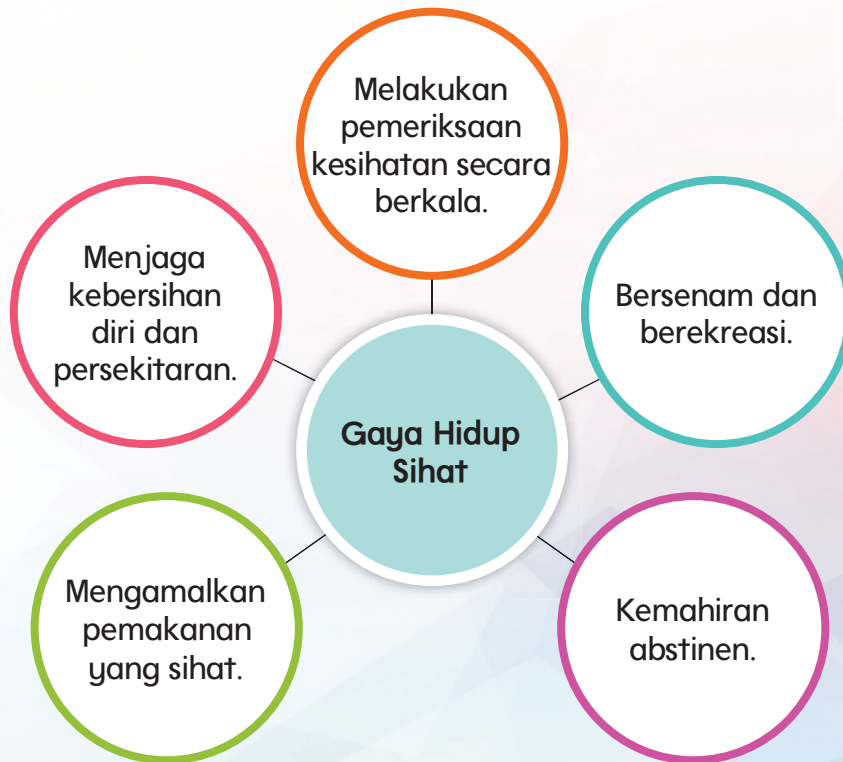 Melakukan
pemeriksaan
kesihatan secara
berkala.
Menjaga
kebersihan
diri dan
persekitaran.
Bersenam dan
berekreasi.
Gaya Hidup
Sihat
Mengamalkan
pemakanan
yang sihat.
Kemahiran
abstinen.